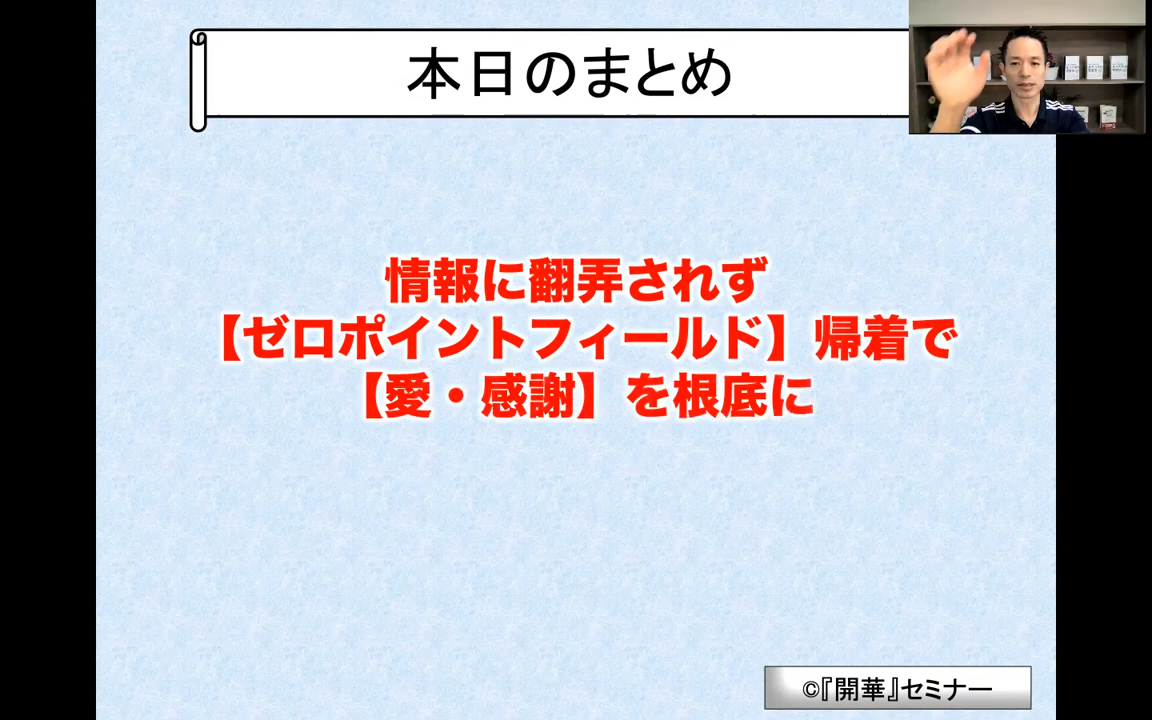 本日のまとめ
情報に翻弄されず
【ゼロポイントフィールド】帰着で
【愛・感謝】を根底に
©『開華』セミナー